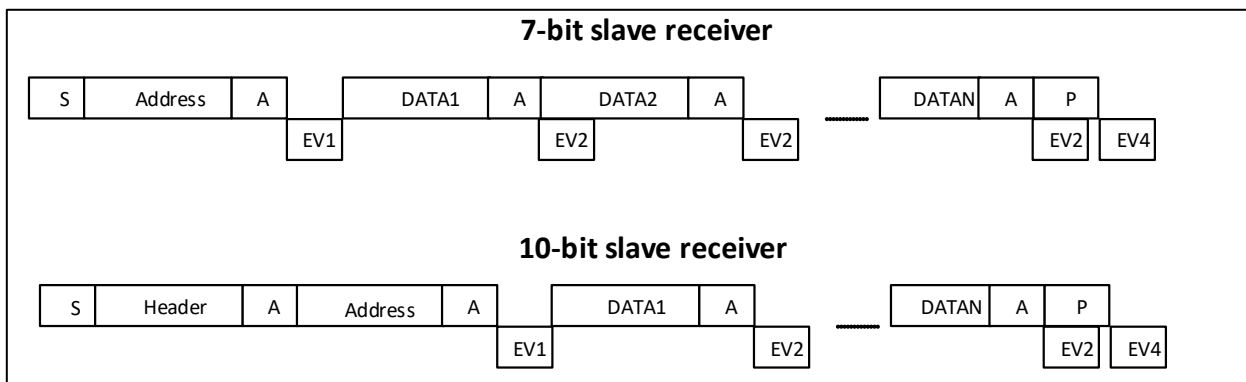 7-bit slave receiver
S Address A DATA1 A DATA2 A DATAN A P
EV1 EV2 EV2 EV2 EV4
10-bit slave receiver
S Header A Address A DATA1 A DATAN A P
EV1 EV2 EV2 EV4